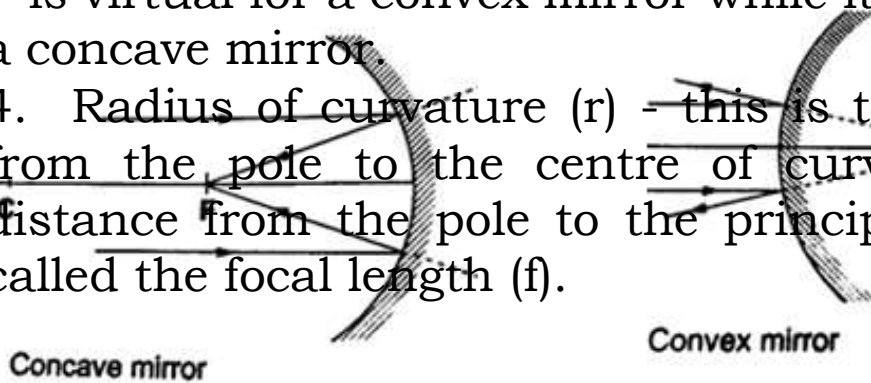 is virtual for a convex mirror while it
a concave mirror.
4. Radius of curvature (r) - this is t
from the pole to the centre of curv
distance from the pole to the princip
called the focal length (f).
F
Concave mirror
Convex mirror